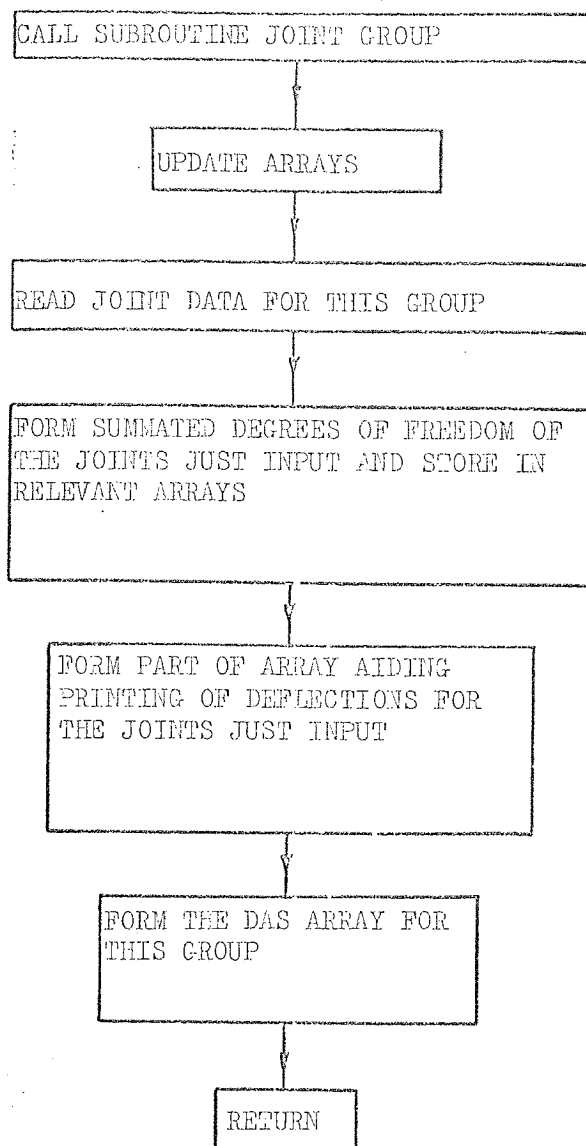 CALL SUBROUTINE JOINT GROUP
UPDATE ARRAYS
READ JOINT DATA FOR THIS GROUP
FORM SUMMATED DEGREES OF FREEDOM OF
THE JOINTS JUST INPUT AND STORE IN
RELEVANT ARRAYS
FORM PART OF ARRAY AIDING
PRINTING OF DEFLECTIONS FOR
THE JOINTS JUST INPUT
FORM THE DAS ARRAY FOR
THIS GROUP
RETURN